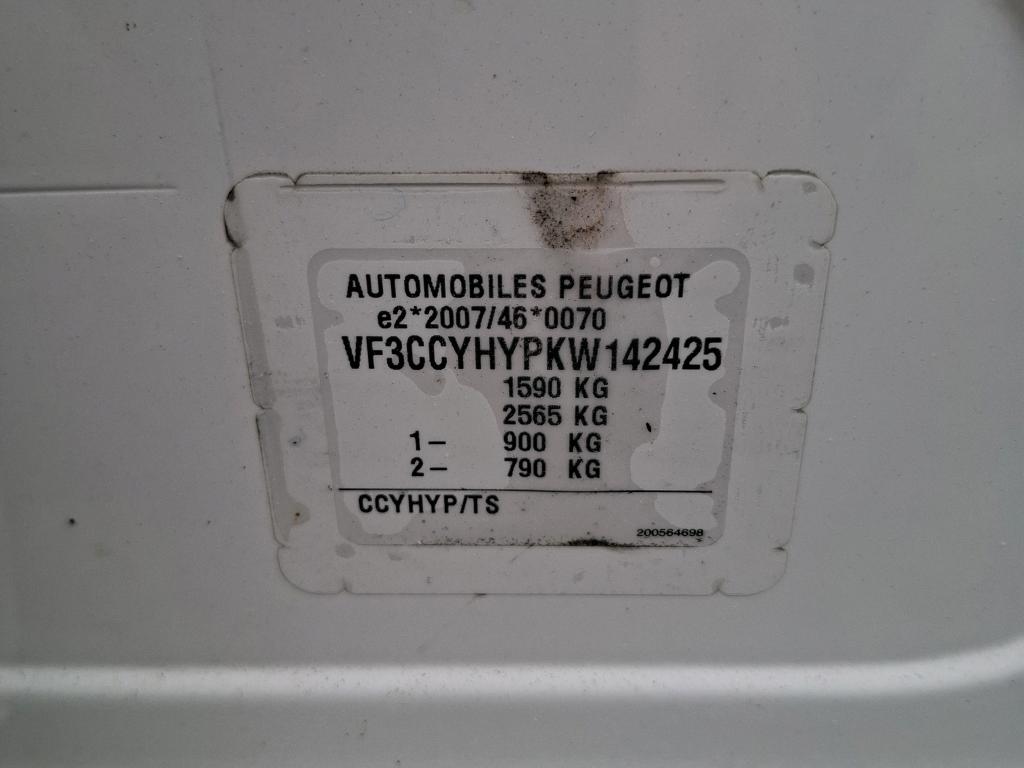 AUTOMOBILES PEUGEOT
e2*2007/46*0070
VF3CCYHYPKW142425
1590 KG
2565 KG
1- 900 KG
2- 790 KG
CCYHYP/TS
200564698